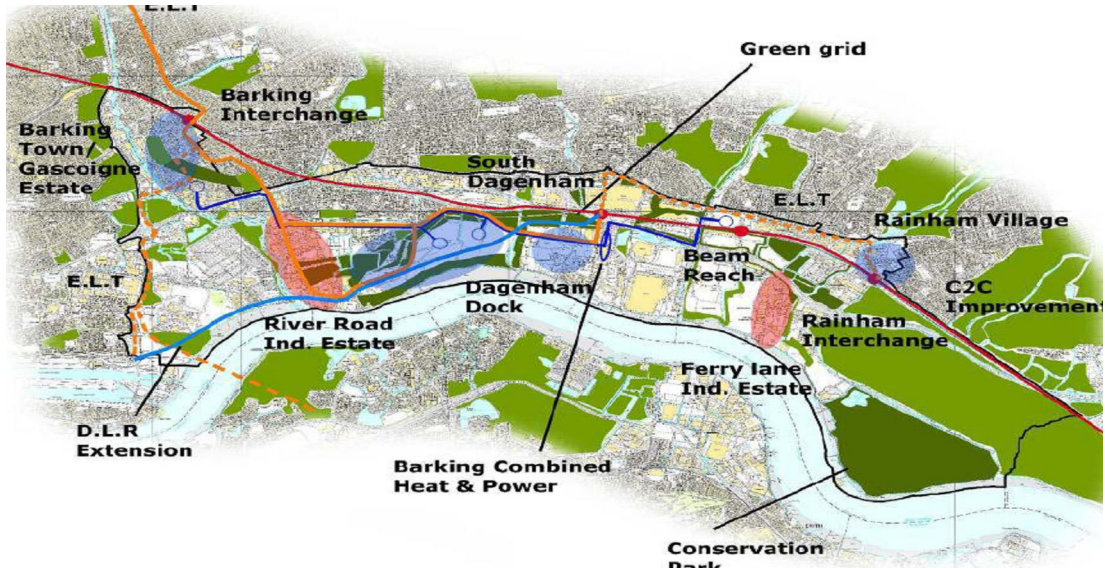 E.L.T
Green grid
Barking
Interchange
Barking
Town/
Gascoigne
Estate
South
Dagenham
E.L.T
Rainham Village
E.L.T
Beam
Reach
Dagenham
Dock
C2C
Improvement
River Road
Ind. Estate
Rainham
Interchange
Ferry lane
Ind. Estate
D.L.R
Extension
Barking Combined
Heat & Power
Conservation
Park